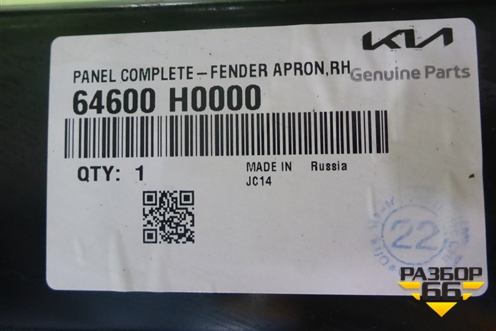 KIA
PANEL COMPLETE-FENDER APRON,RH
Genuine Parts
64600 H0000
QTY: 1
MADE IN Russia
JC14
22
РАЗБОР
66